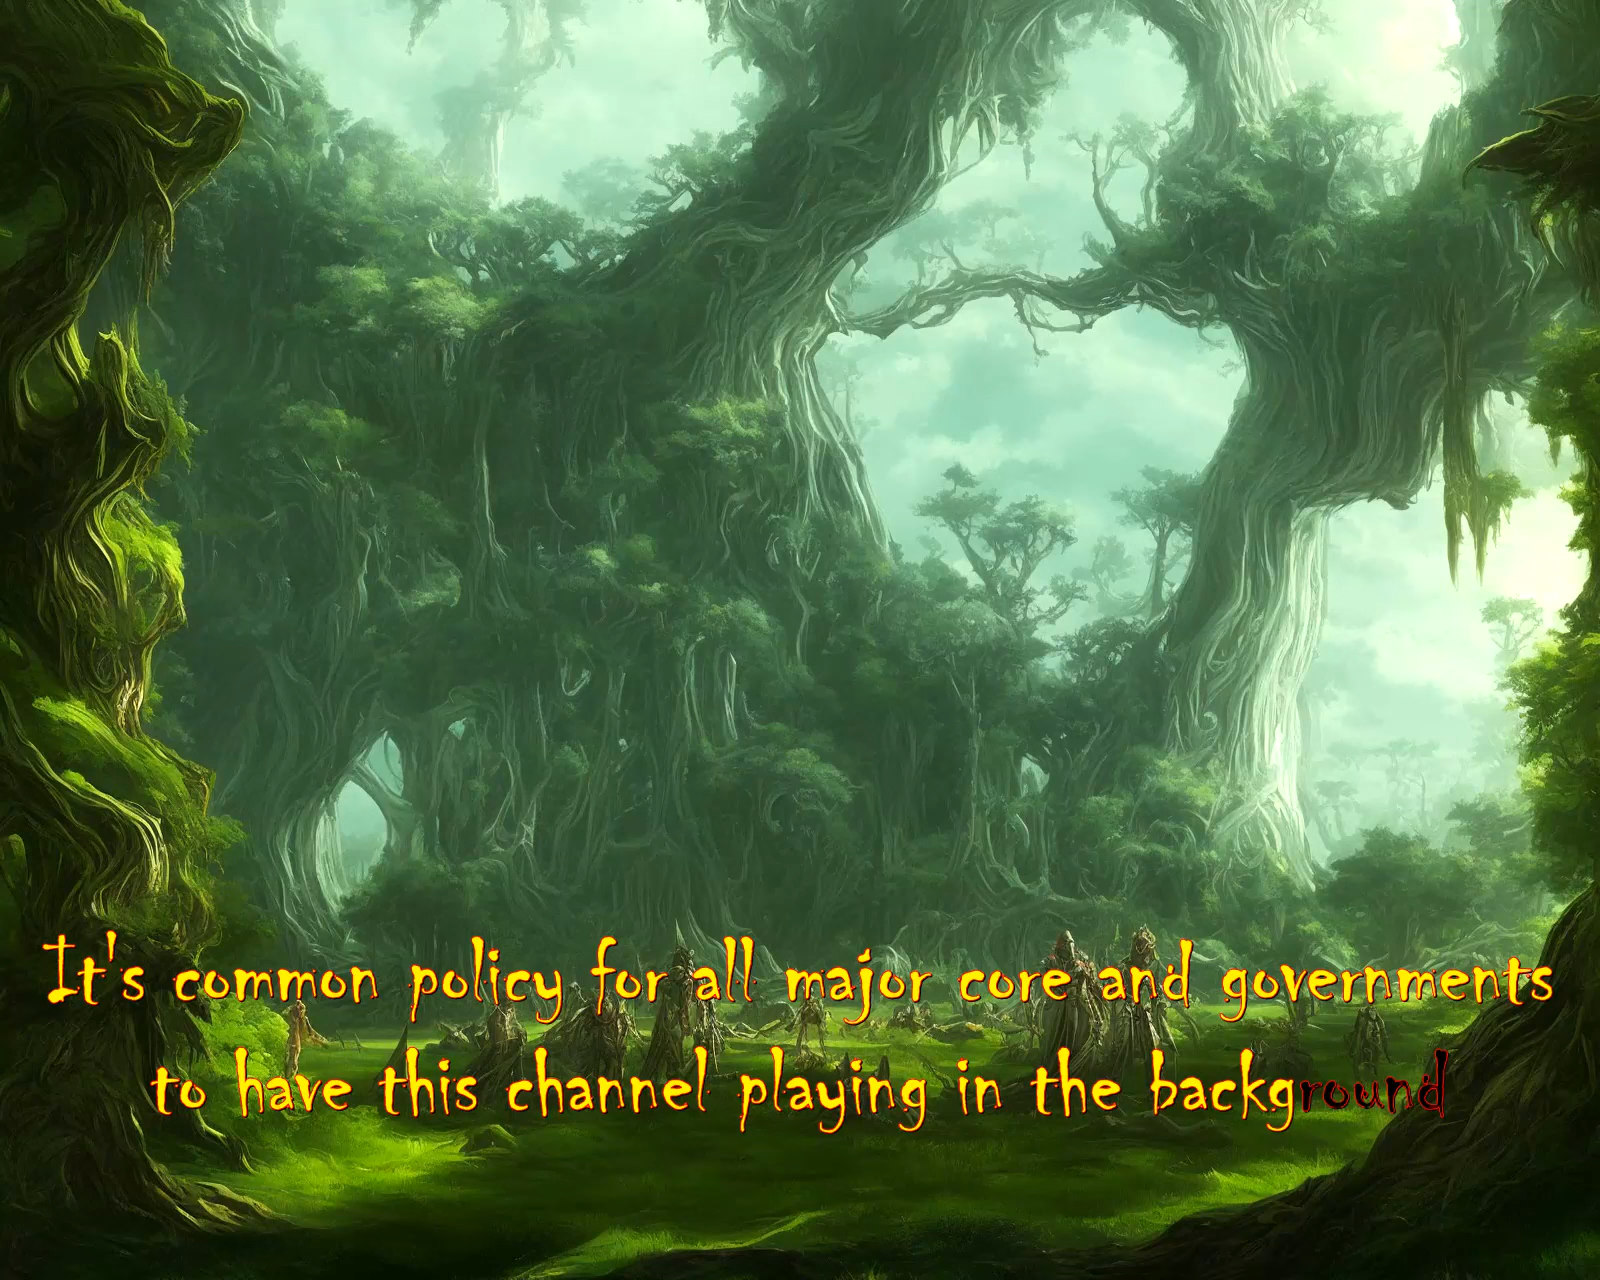 It's common policy for all major core and governments
to have this channel playing in the background